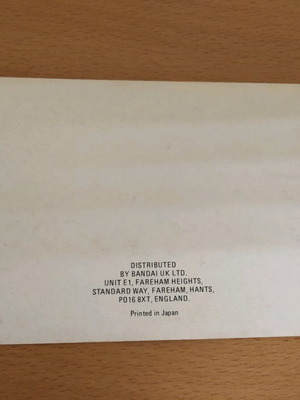 DISTRIBUTED
BY BANDAI UK LTD.
UNIT E1, FAREHAM HEIGHTS,
STANDARD WAY, FAREHAM, HANTS,
PO16 8XT, ENGLAND.
Printed in Japan